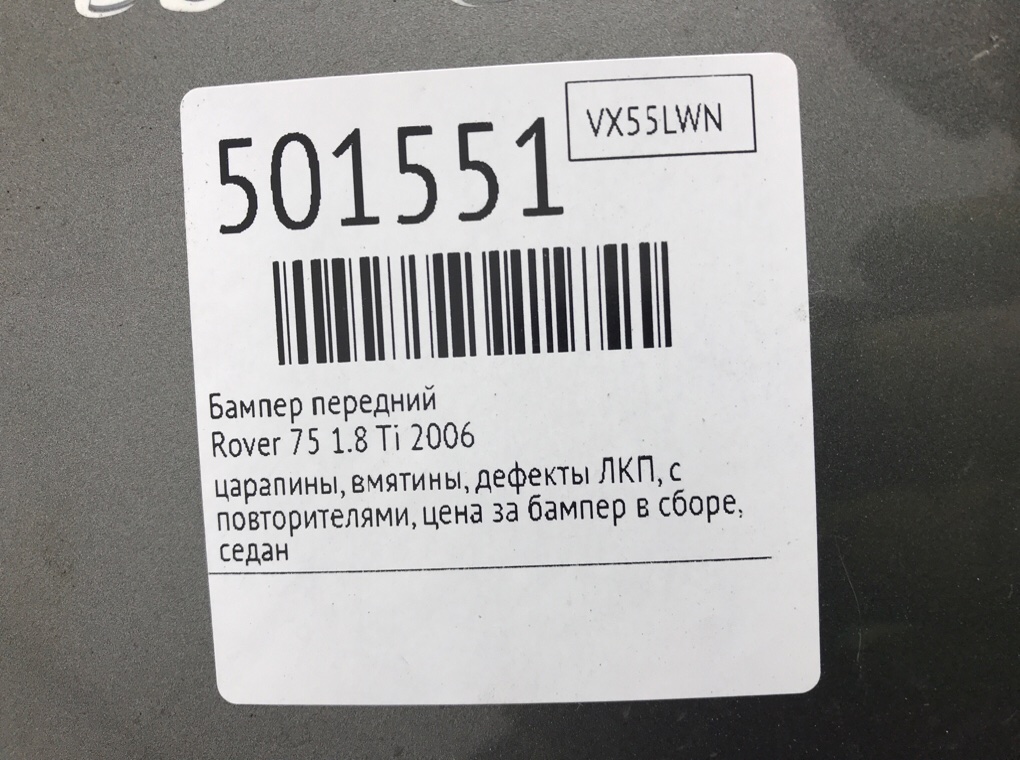 501551
VX55LWN
Бампер передний
Rover 75 1.8 Ti 2006
царапины, вмятины, дефекты ЛКП, с
повторителями, цена за бампер в сборе,
седан